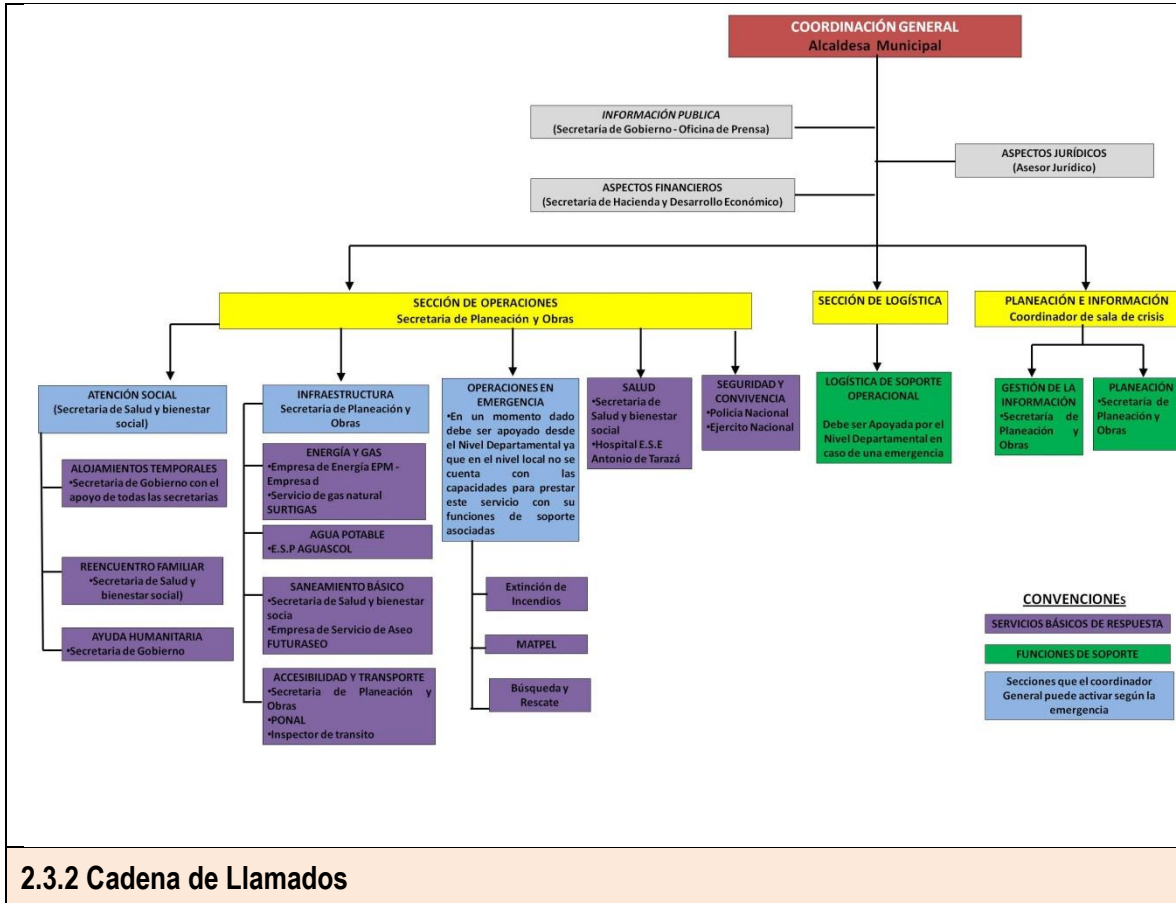 COORDINACIÓN GENERAL
Alcaldesa Municipal
INFORMACIÓN PUBLICA
(Secretaría de Gobierno - Oficina de Prensa)
ASPECTOS JURÍDICOS
(Asesor Jurídico)
ASPECTOS FINANCIEROS
(Secretaria de Hacienda y Desarrollo Económico)
SECCIÓN DE OPERACIONES
Secretaria de Planeación y Obras
SECCIÓN DE LOGÍSTICA
PLANEACIÓN E INFORMACIÓN
Coordinador de sala de crisis
ATENCIÓN SOCIAL
(Secretaria de Salud y bienestar
social)
ALOJAMIENTOS TEMPORALES
•Secretaria de Gobierno con el
apoyo de todas las secretarias
REENCUENTRO FAMILIAR
•Secretaria de Salud y
bienestar social)
AYUDA HUMANITARIA
•Secretaria de Gobierno
INFRAESTRUCTURA
Secretaria de Planeación y
Obras
ENERGÍA Y GAS
•Empresa de Energía EPM -
Empresa d
•Servicio de gas natural
SURTIGAS
AGUA POTABLE
•E.S.P AGUASCOL
SANEAMIENTO BÁSICO
•Secretaria de Salud y bienestar
socia
•Empresa de Servicio de Aseo
FUTURASEO
ACCESIBILIDAD Y TRANSPORTE
•Secretaria de Planeación y
Obras
•PONAL
•Inspector de transito
OPERACIONES EN
EMERGENCIA
•En un momento dado
debe ser apoyado desde
el Nivel Departamental ya
que en el nivel local no se
cuenta con las
capacidades para prestar
este servicio con su
funciones de soporte
asociadas
Extinción de
Incendios
MATPEL
Búsqueda y
Rescate
SALUD
•Secretaria de
Salud y bienestar
social
•Hospital E.S.E
Antonio de Tarazá
SEGURIDAD Y
CONVIVENCIA
•Policía Nacional
•Ejercito Nacional
LOGÍSTICA DE SOPORTE
OPERACIONAL
Debe ser Apoyada por el
Nivel Departamental en
caso de una emergencia
GESTIÓN DE LA
INFORMACIÓN
•Secretaría de
Planeación y
Obras
PLANEACIÓN
•Secretaria de
Planeación y
Obras
CONVENCIONEs
SERVICIOS BÁSICOS DE RESPUESTA
FUNCIONES DE SOPORTE
Secciones que el coordinador
General puede activar según la
emergencia
2.3.2 Cadena de Llamados